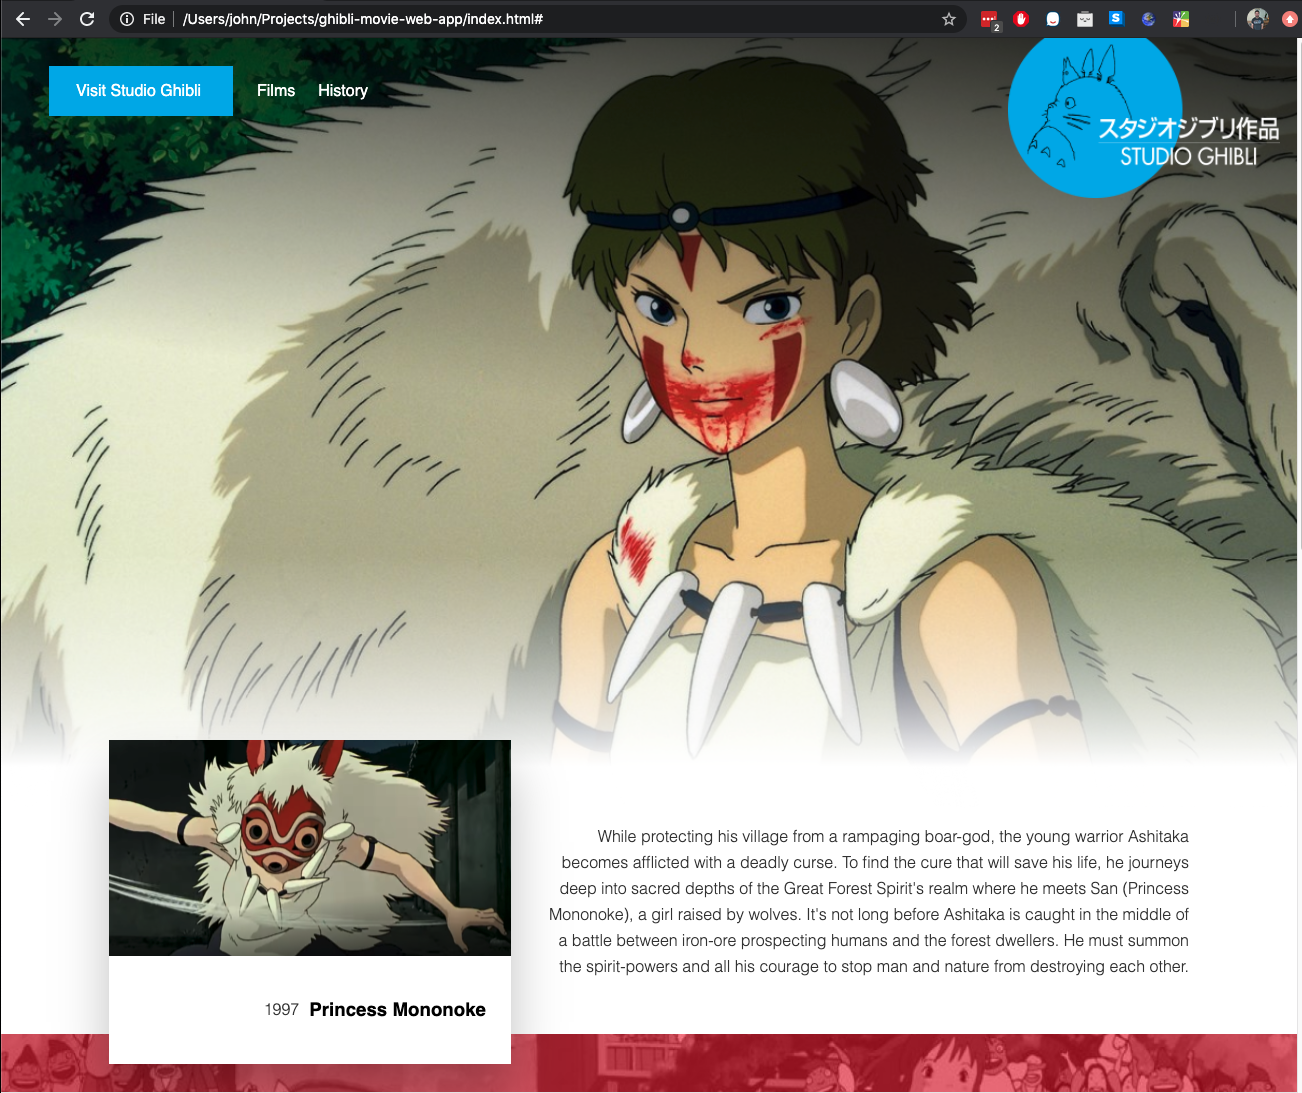 File
/Users/john/Projects/ghibli-movie-web-app/index.html#
2
S
Visit Studio Ghibli
Films
History
スタジオジブリ作品
STUDIO GHIBLI
While protecting his village from a rampaging boar-god, the young warrior Ashitaka
becomes afflicted with a deadly curse. To find the cure that will save his life, he journeys
deep into sacred depths of the Great Forest Spirit's realm where he meets San (Princess
Mononoke), a girl raised by wolves. It's not long before Ashitaka is caught in the middle of
a battle between iron-ore prospecting humans and the forest dwellers. He must summon
the spirit-powers and all his courage to stop man and nature from destroying each other.
1997 Princess Mononoke